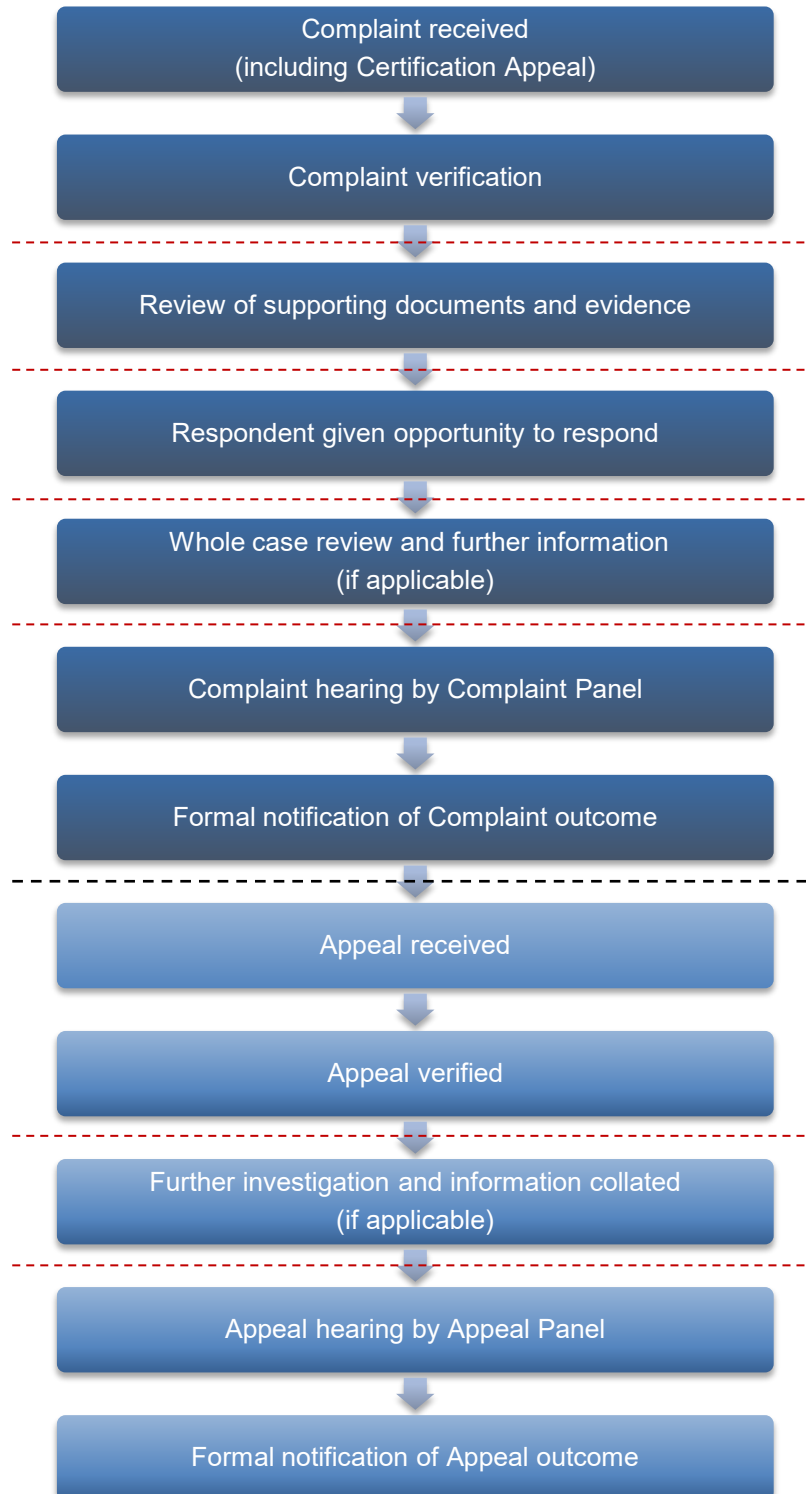 Complaint received
(including Certification Appeal)
Complaint verification
Review of supporting documents and evidence
Respondent given opportunity to respond
Whole case review and further information
(if applicable)
Complaint hearing by Complaint Panel
Formal notification of Complaint outcome
Appeal received
Appeal verified
Further investigation and information collated
(if applicable)
Appeal hearing by Appeal Panel
Formal notification of Appeal outcome